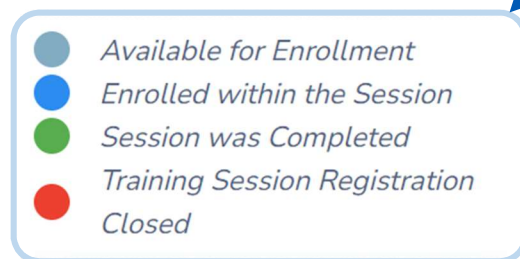 Available for Enrollment
Enrolled within the Session
Session was Completed
Training Session Registration
Closed